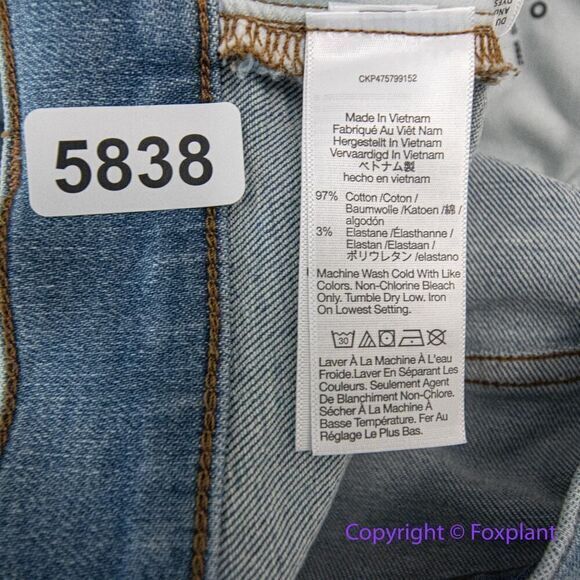 DU
AND
DYES
O
5838
CKP475799152
Made In Vietnam
Fabriqué Au Viêt Nam
Hergestellt In Vietnam
Vervaardigd In Vietnam
ベトナム製
hecho en vietnam
97% Cotton /Coton/
Baumwolle /Katoen /綿 /
algodón
3% Elastane /Élasthanne /
Elastan /Elastaan /
ポリウレタン /elastano
Machine Wash Cold With Like
Colors. Non-Chlorine Bleach
Only. Tumble Dry Low. Iron
On Lowest Setting.
30
Laver À La Machine À L'eau
Froide.Laver En Séparant Les
Couleurs. Seulement Agent
De Blanchiment Non-Chlore.
Sécher À La Machine À
Basse Température. Fer Au
Réglage Le Plus Bas.
Copyright © Foxplant